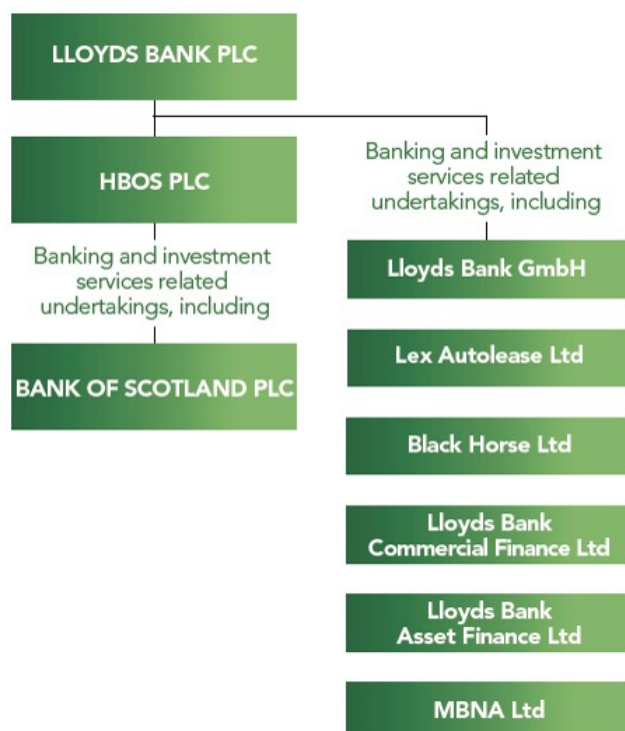 LLOYDS BANK PLC
HBOS PLC
Banking and investment
services related
undertakings, including
BANK OF SCOTLAND PLC
Banking and investment
services related
undertakings, including
Lloyds Bank GmbH
Lex Autolease Ltd
Black Horse Ltd
Lloyds Bank
Commercial Finance Ltd
Lloyds Bank
Asset Finance Ltd
MBNA Ltd